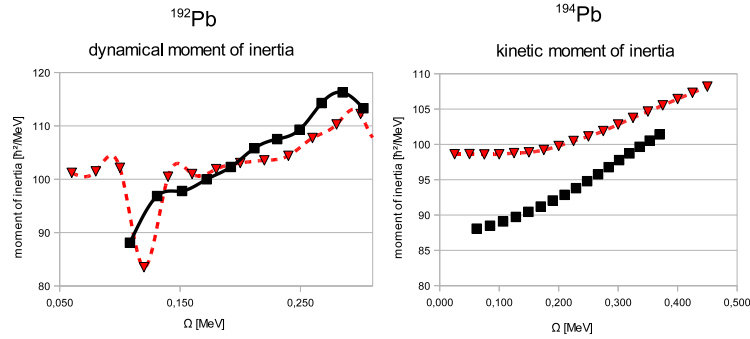 ¹⁹²Pb
dynamical moment of inertia
moment of inertia [h²/MeV]
120
110
100
90
80
0,050
0,150
0,250
Ω [MeV]
¹⁹⁴Pb
kinetic moment of inertia
moment of inertia [h²/MeV]
110
105
100
95
90
85
80
0,000
0,100
0,200
0,300
0,400
0,500
Ω [MeV]